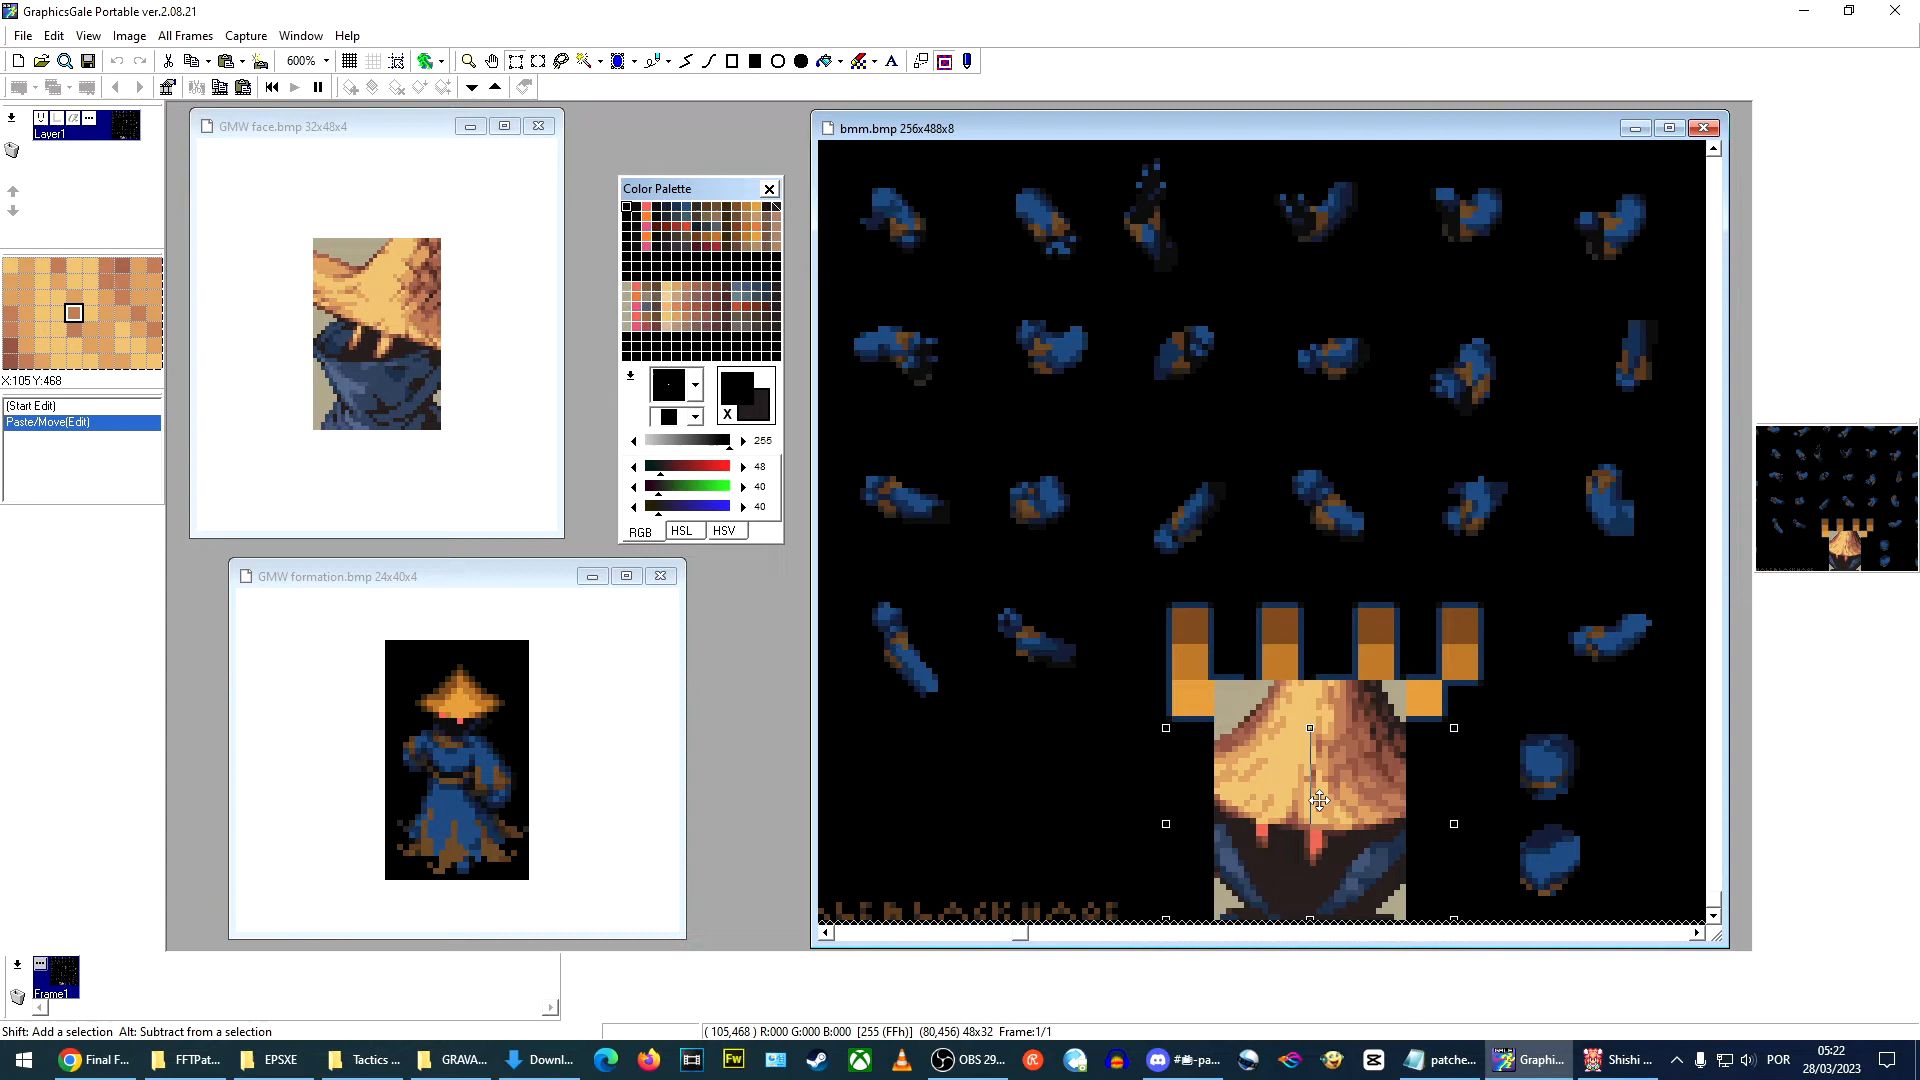 GraphicsGale Portable ver.2.08.21
File Edit View Image All Frames Capture Window Help
600%
Layer1
GMW face.bmp 32x48x4
bmm.bmp 256x488x8
Color Palette
X:105 Y:468
X
255
(Start Edit)
Paste/Move(Edit)
48
40
40
RGB HSL HSV
GMW formation.bmp 24x40x4
Frame1
Shift: Add a selection Alt: Subtract from a selection
( 105,468 ) R:000 G:000 B:000 [255 (FFh)] (80,456) 48x32 Frame:1/1
Final F... FFTPat... EPSXE Tactics ... GRAVA... Downl... Fw OBS 29... #🕋-pa... patche... Graphi... Shishi ... POR
05:22
28/03/2023